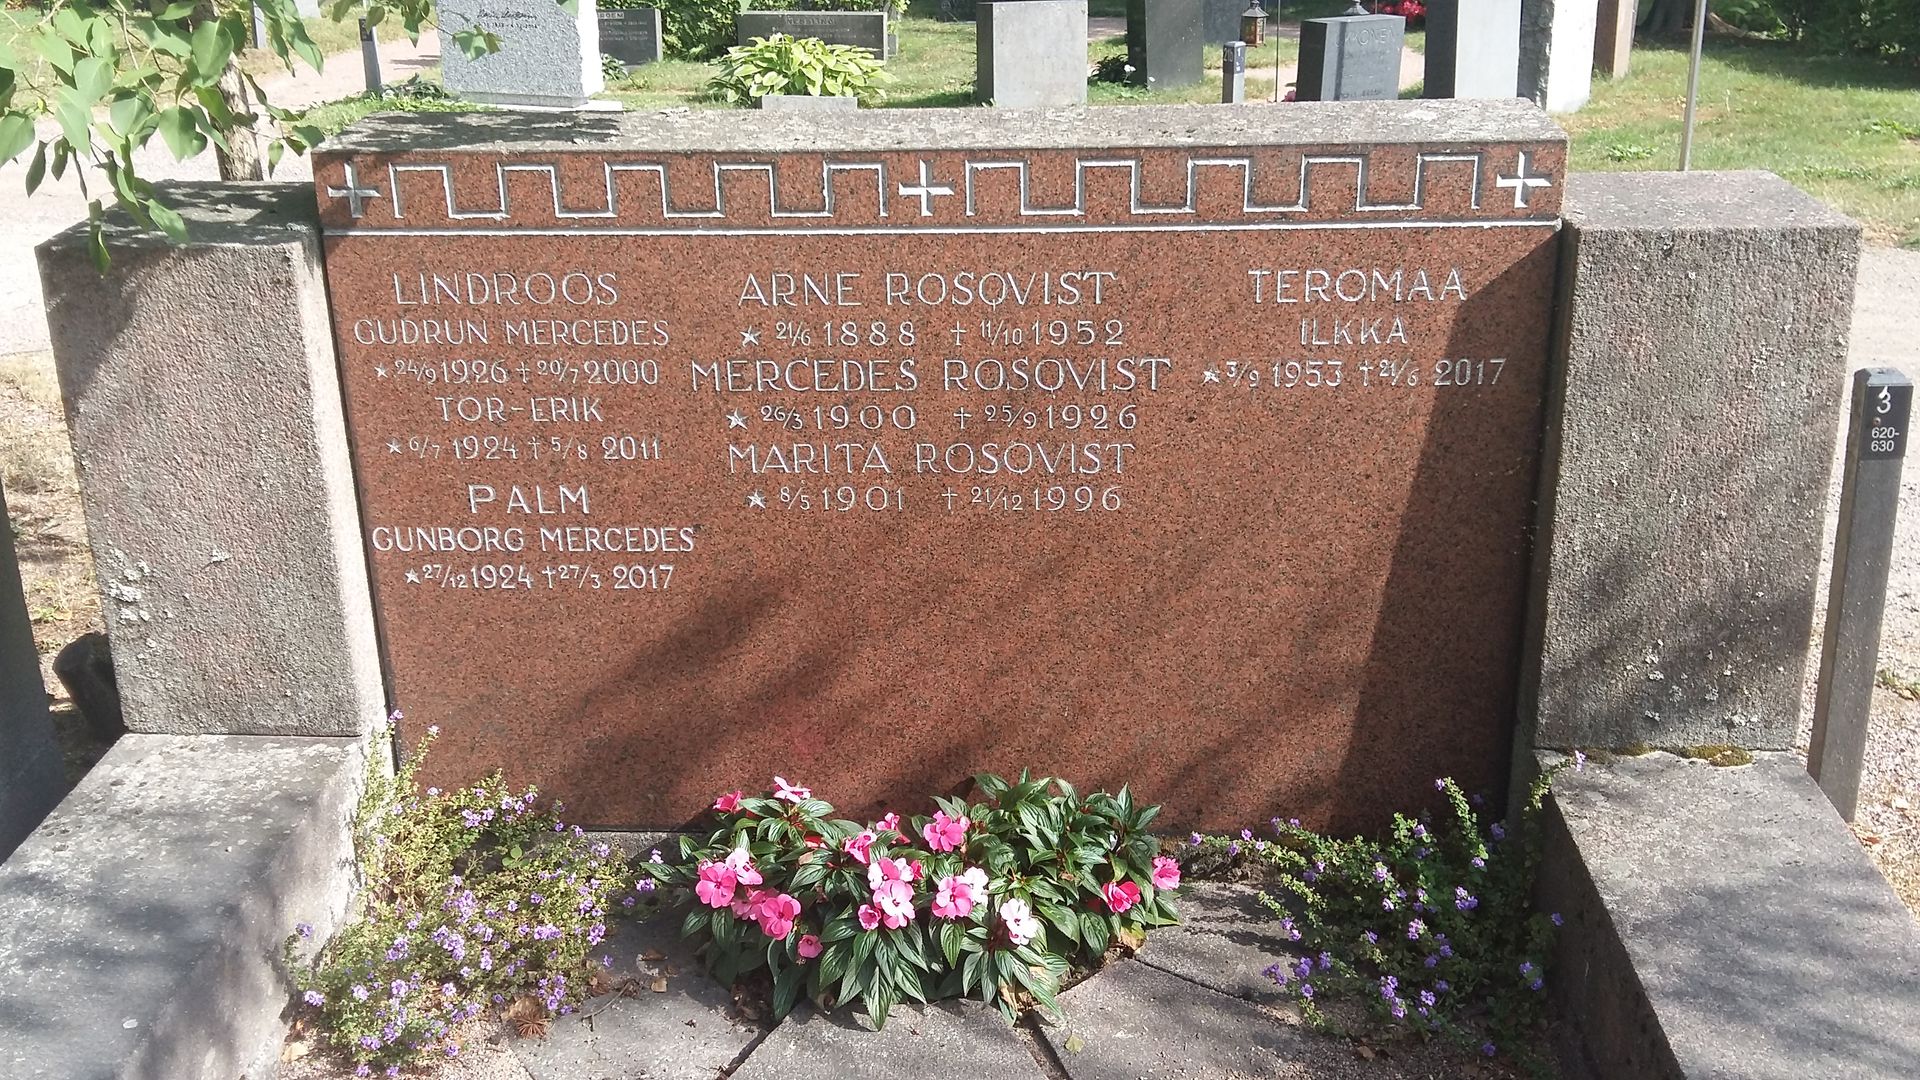 LINDROOS
GUDRUN MERCEDES
★ 24/9 1926 ✝ 20/7 2000
TOR-ERIK
★ 6/7 1924 ✝ 5/8 2011
PALM
GUNBORG MERCEDES
★ 27/12 1924 ✝ 27/3 2017
ARNE ROSQVIST
★ 21/6 1888 ✝ 11/10 1952
MERCEDES ROSQVIST
★ 26/3 1900 ✝ 25/9 1926
MARITA ROSQVIST
★ 8/5 1901 ✝ 21/12 1996
TEROMAA
ILKKA
★ 3/9 1953 ✝ 21/6 2017
3
620-
630